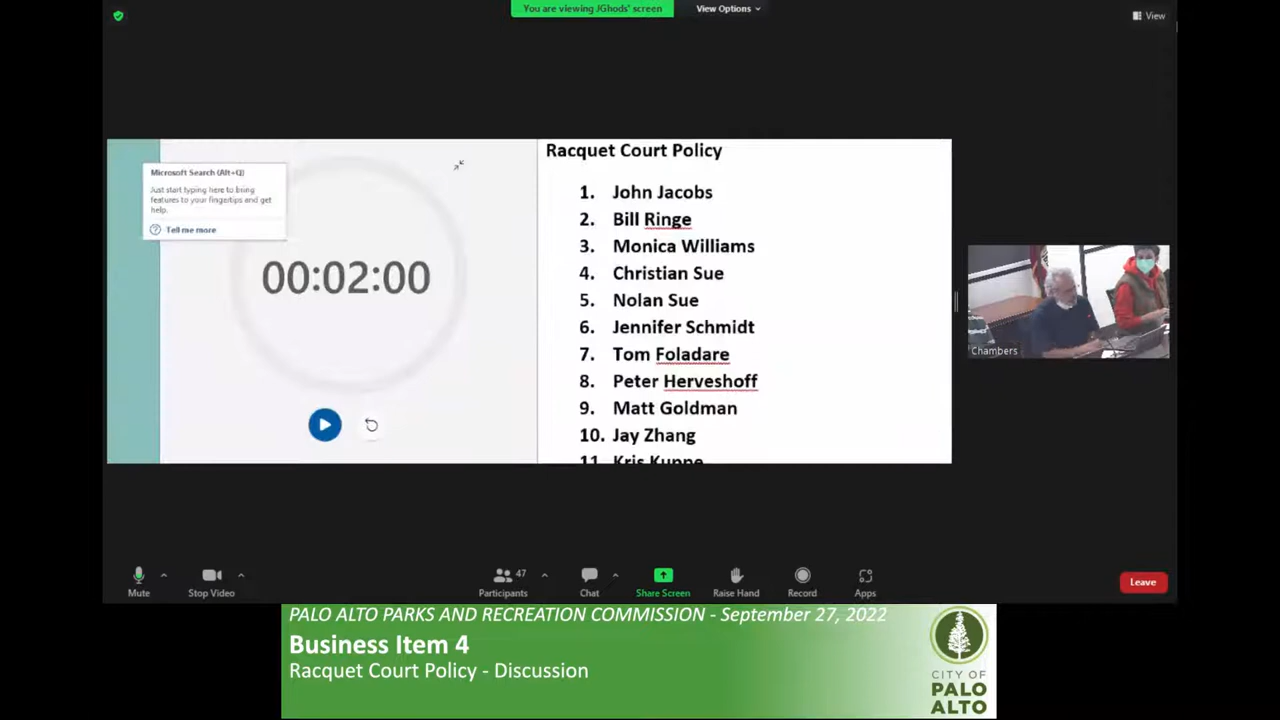 You are viewing JGhods' screen
View Options
View
Microsoft Search (Alt+Q)
Just start typing here to bring
features to your fingertips and get
help.
Tell me more
00:02:00
Racquet Court Policy
1. John Jacobs
2. Bill Ringe
3. Monica Williams
4. Christian Sue
5. Nolan Sue
6. Jennifer Schmidt
7. Tom Foladare
8. Peter Herveshoff
9. Matt Goldman
10. Jay Zhang
11. Kris Kuppe
Chambers
Mute
Stop Video
47
Participants
Chat
Share Screen
Raise Hand
Record
Apps
Leave
PALO ALTO PARKS AND RECREATION COMMISSION - September 27, 2022
Business Item 4
Racquet Court Policy - Discussion
CITY OF
PALO
ALTO